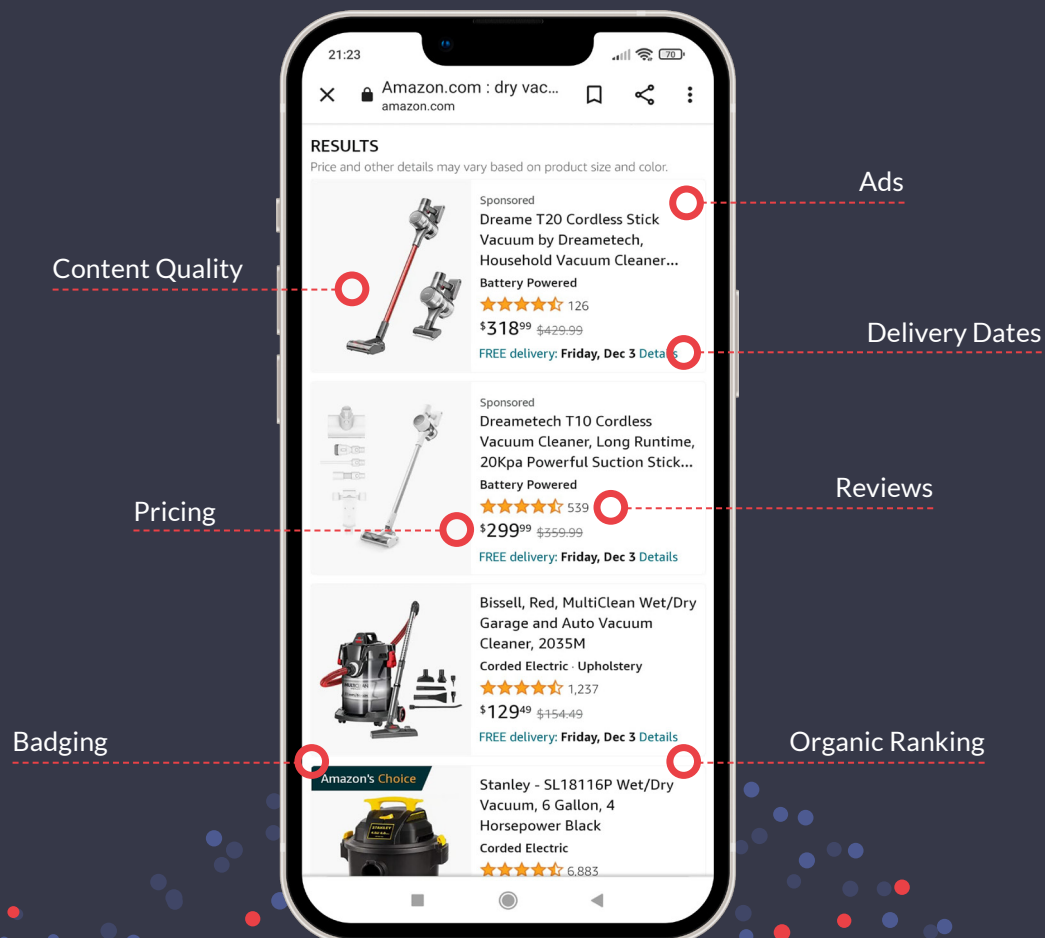 21:23
70
Amazon.com : dry vac...
amazon.com
RESULTS
Price and other details may vary based on product size and color.
Ads
Sponsored
Dreame T20 Cordless Stick
Vacuum by Dreametech,
Household Vacuum Cleaner...
Content Quality
Battery Powered
126
$318⁹⁹ $429.99
Delivery Dates
FREE delivery: Friday, Dec 3 Details
Sponsored
Dreametech T10 Cordless
Vacuum Cleaner, Long Runtime,
20Kpa Powerful Suction Stick...
Battery Powered
Reviews
539
Pricing
$299⁹⁹ $359.99
FREE delivery: Friday, Dec 3 Details
Bissell, Red, MultiClean Wet/Dry
Garage and Auto Vacuum
Cleaner, 2035M
Corded Electric · Upholstery
1,237
$129⁴⁹ $154.49
FREE delivery: Friday, Dec 3 Details
Badging
Organic Ranking
Amazon's Choice
Stanley - SL18116P Wet/Dry
Vacuum, 6 Gallon, 4
Horsepower Black
Corded Electric
6,883
STANLEY